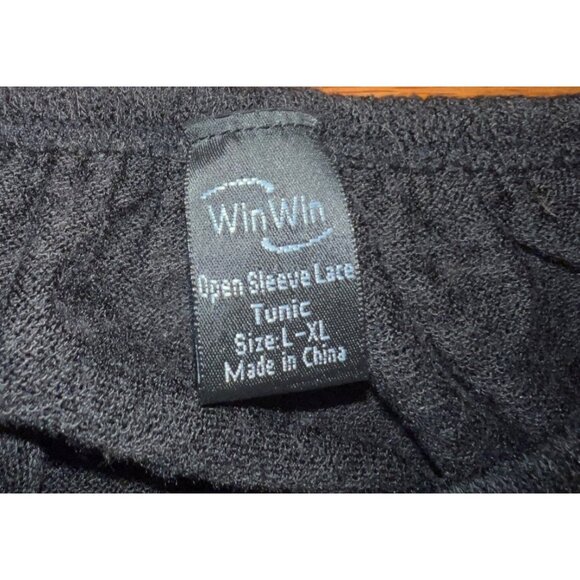 WinWin
Open Sleeve Lace
Tunic
Size:L-XL
Made in China